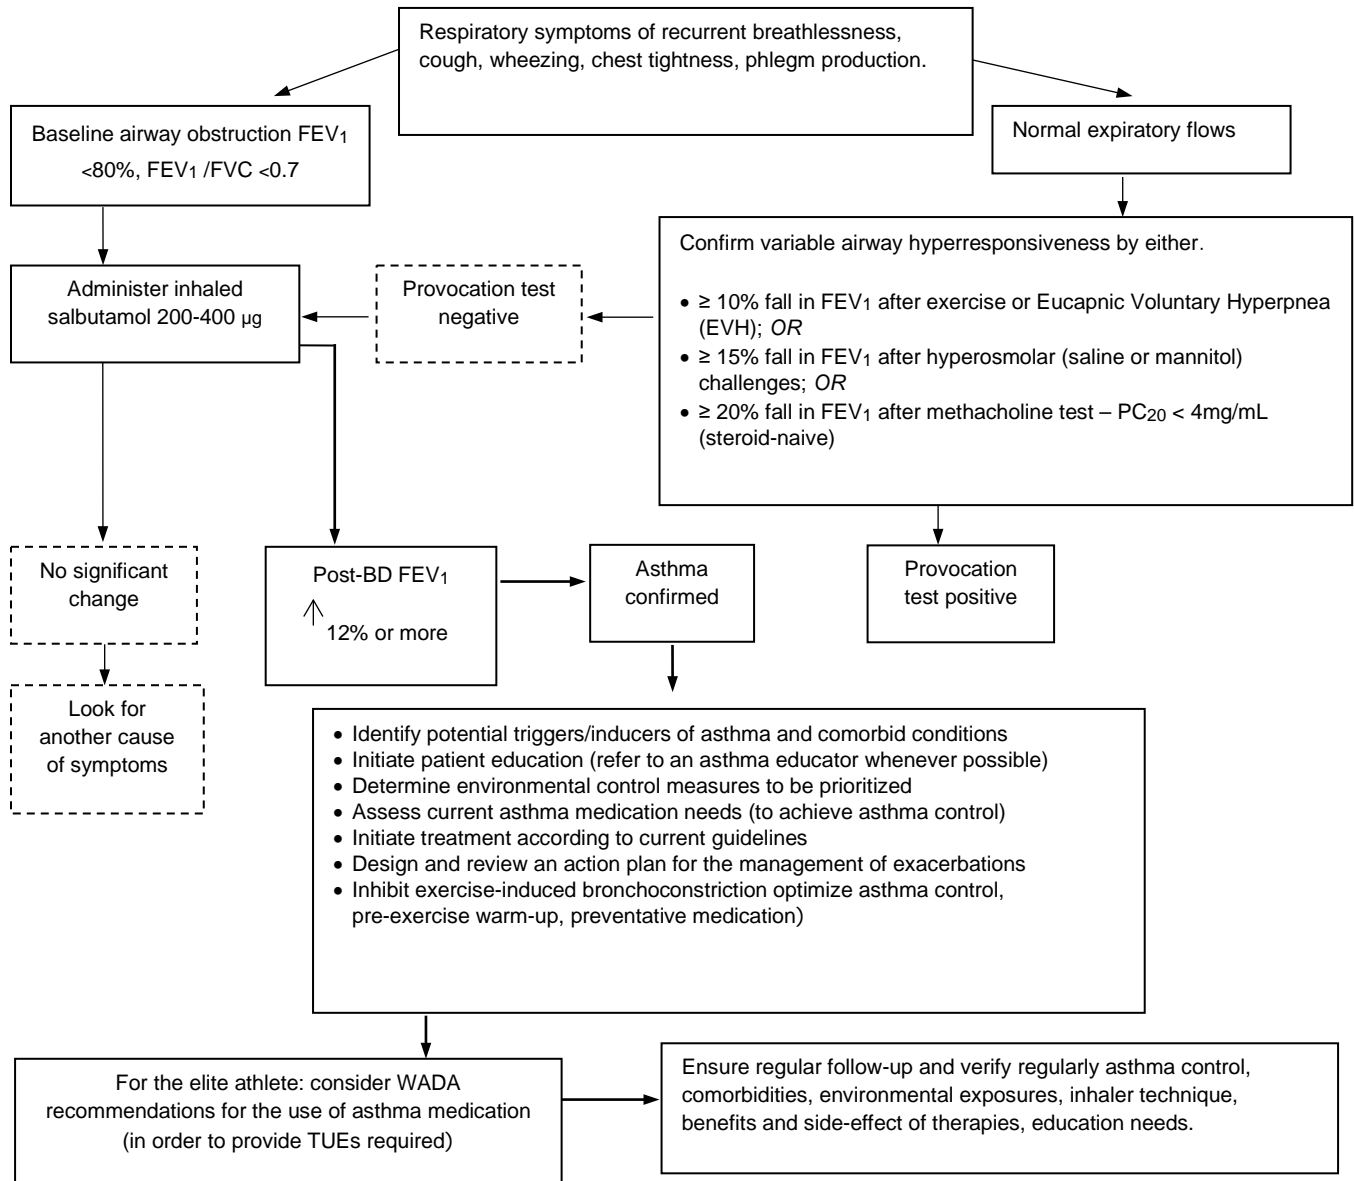 Respiratory symptoms of recurrent breathlessness,
cough, wheezing, chest tightness, phlegm production.
Baseline airway obstruction FEV1
<80%, FEV1 /FVC <0.7
Normal expiratory flows
Confirm variable airway hyperresponsiveness by either.
• ≥ 10% fall in FEV1 after exercise or Eucapnic Voluntary Hyperpnea
(EVH); OR
• ≥ 15% fall in FEV1 after hyperosmolar (saline or mannitol)
challenges; OR
• ≥ 20% fall in FEV1 after methacholine test – PC20 < 4mg/mL
(steroid-naive)
Administer inhaled
salbutamol 200-400 µg
Provocation test
negative
No significant
change
Post-BD FEV1
↑ 12% or more
Asthma
confirmed
Provocation
test positive
Look for
another cause
of symptoms
• Identify potential triggers/inducers of asthma and comorbid conditions
• Initiate patient education (refer to an asthma educator whenever possible)
• Determine environmental control measures to be prioritized
• Assess current asthma medication needs (to achieve asthma control)
• Initiate treatment according to current guidelines
• Design and review an action plan for the management of exacerbations
• Inhibit exercise-induced bronchoconstriction optimize asthma control,
pre-exercise warm-up, preventative medication)
For the elite athlete: consider WADA
recommendations for the use of asthma medication
(in order to provide TUEs required)
Ensure regular follow-up and verify regularly asthma control,
comorbidities, environmental exposures, inhaler technique,
benefits and side-effect of therapies, education needs.